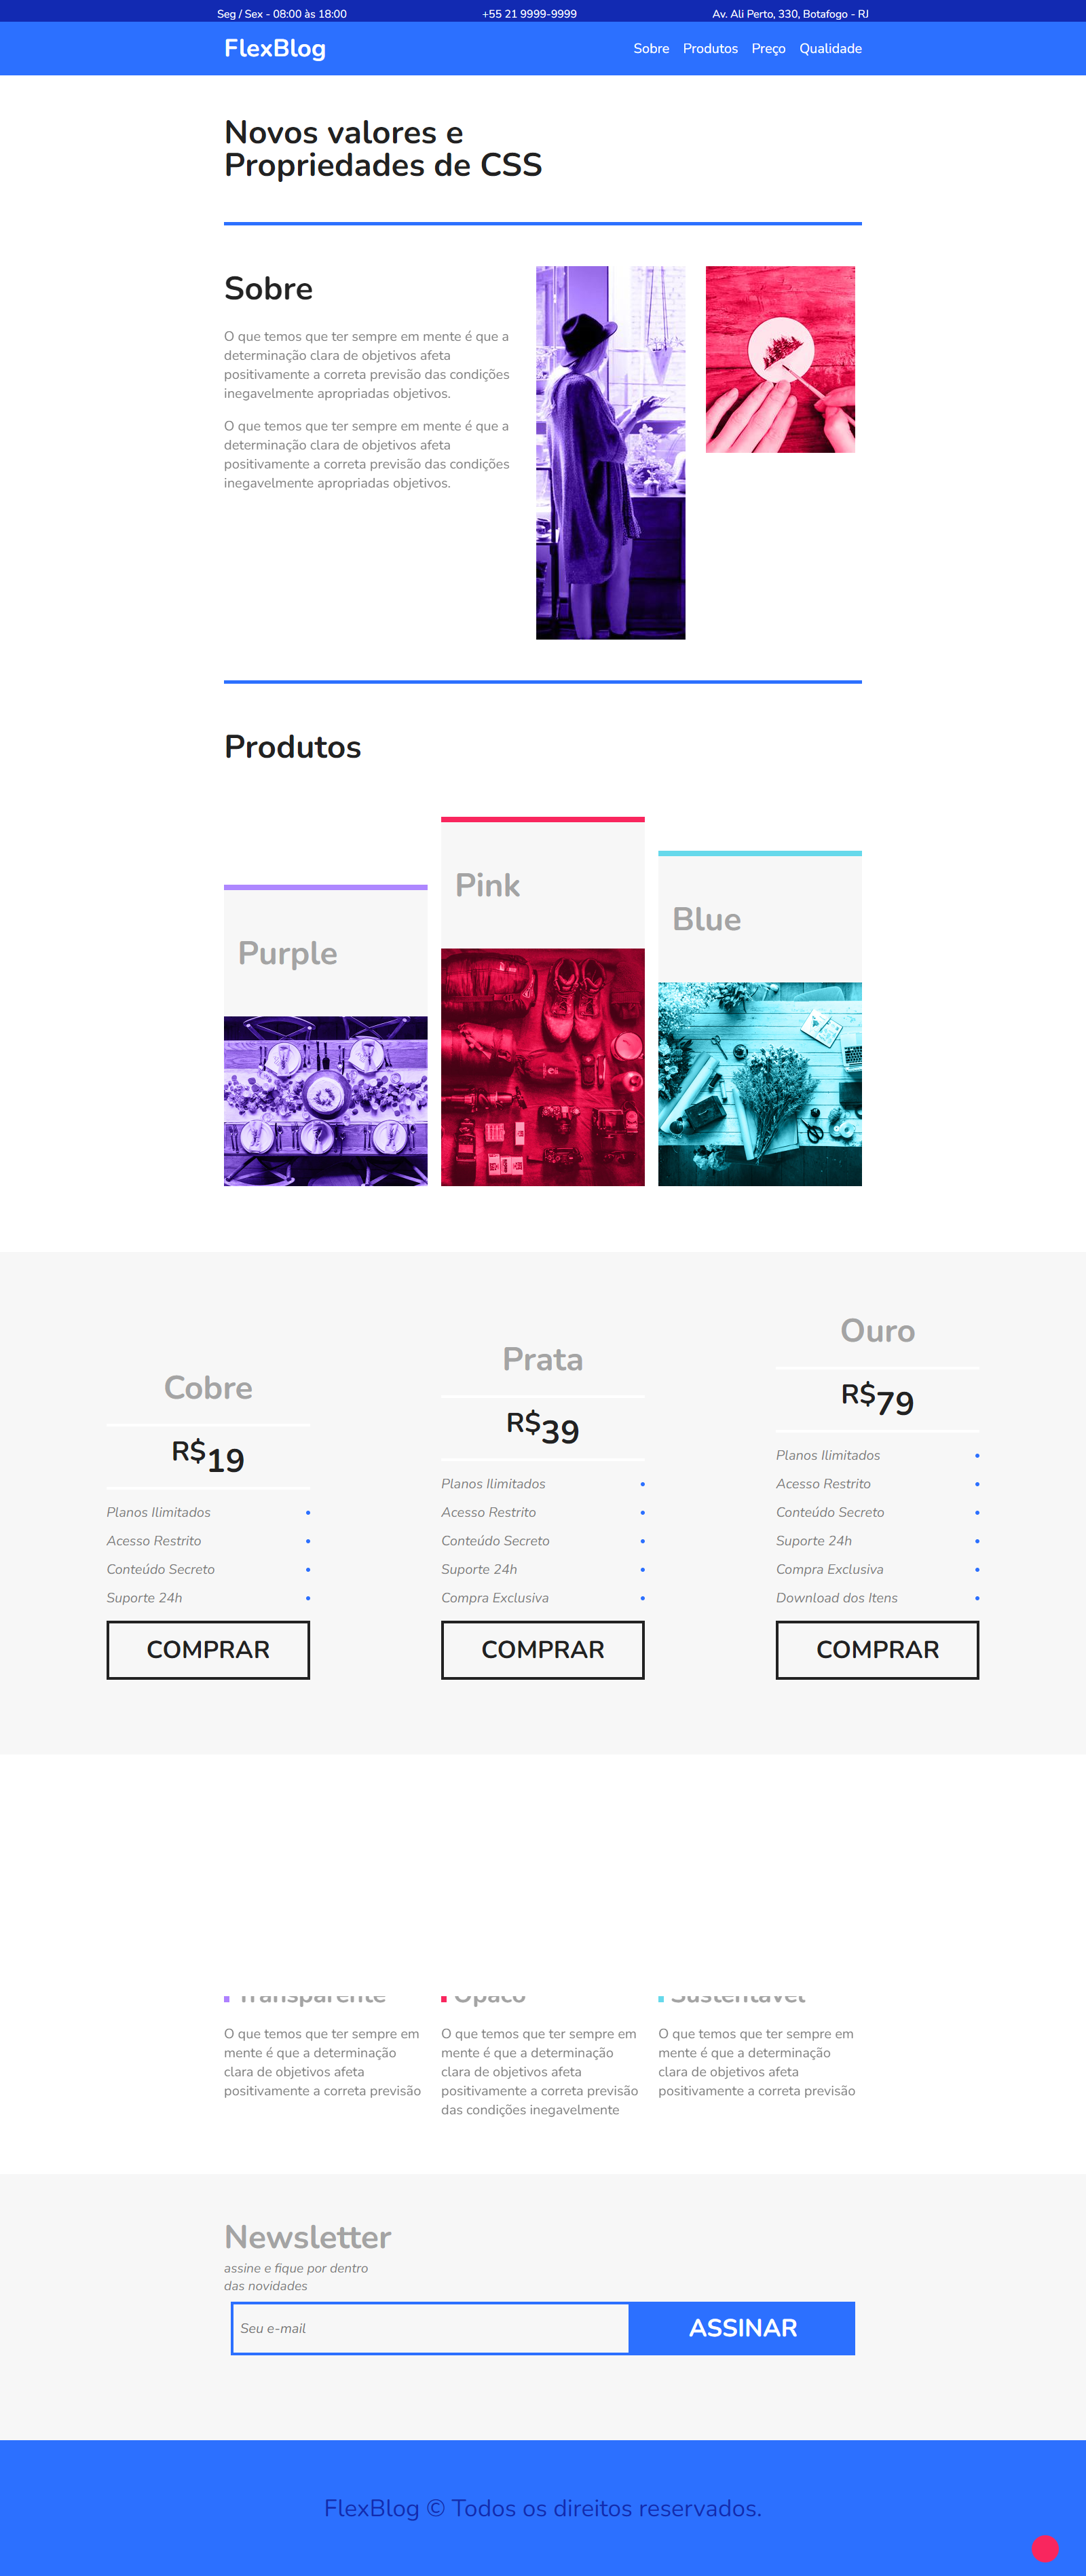 Seg / Sex - 08:00 às 18:00
+55 21 9999-9999
Av. Ali Perto, 330, Botafogo - RJ
FlexBlog
Sobre
Produtos
Preço
Qualidade
Novos valores e
Propriedades de CSS
Sobre
O que temos que ter sempre em mente é que a
determinação clara de objetivos afeta
positivamente a correta previsão das condições
inegavelmente apropriadas objetivos.
O que temos que ter sempre em mente é que a
determinação clara de objetivos afeta
positivamente a correta previsão das condições
inegavelmente apropriadas objetivos.
Produtos
Purple
Pink
Blue
Cobre
R$19
Planos Ilimitados
Acesso Restrito
Conteúdo Secreto
Suporte 24h
COMPRAR
Prata
R$39
Planos Ilimitados
Acesso Restrito
Conteúdo Secreto
Suporte 24h
Compra Exclusiva
COMPRAR
Ouro
R$79
Planos Ilimitados
Acesso Restrito
Conteúdo Secreto
Suporte 24h
Compra Exclusiva
Download dos Itens
COMPRAR
Transparente
O que temos que ter sempre em
mente é que a determinação
clara de objetivos afeta
positivamente a correta previsão
Opaco
O que temos que ter sempre em
mente é que a determinação
clara de objetivos afeta
positivamente a correta previsão
das condições inegavelmente
Sustentável
O que temos que ter sempre em
mente é que a determinação
clara de objetivos afeta
positivamente a correta previsão
Newsletter
assine e fique por dentro
das novidades
Seu e-mail
ASSINAR
FlexBlog © Todos os direitos reservados.